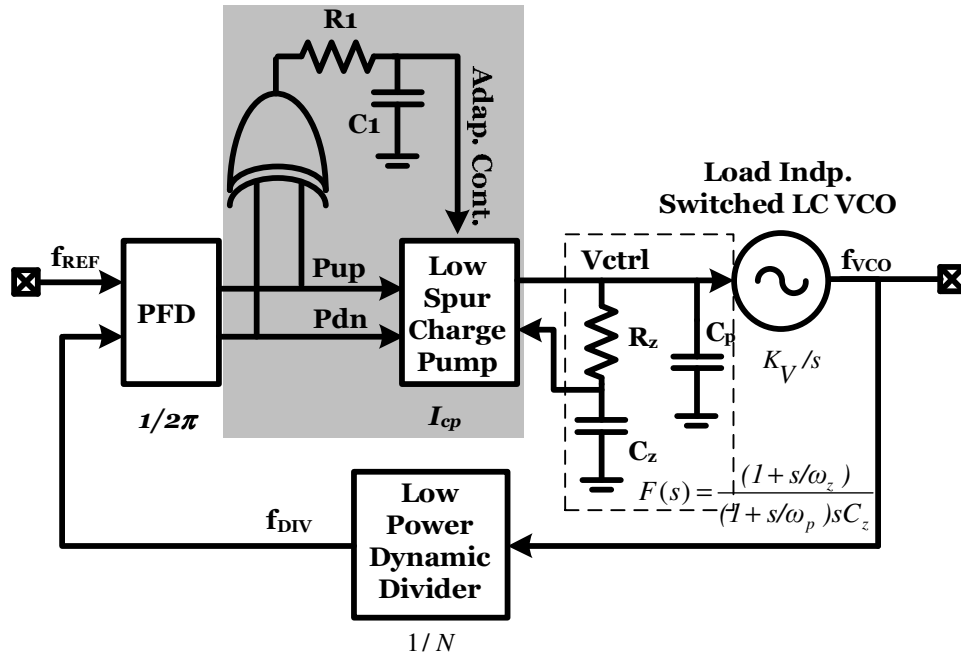 R1
C1
Adap. Cont.
Load Indp.
Switched LC VCO
fREF
PFD
Pup
Pdn
Low
Spur
Charge
Pump
Vctrl
Rz
Cp
Cz
fVCO
KV/s
1/2π
Icp
F(s) = (1 + s/ωz) / (1 + s/ωp)sCz
fDIV
Low
Power
Dynamic
Divider
1/N